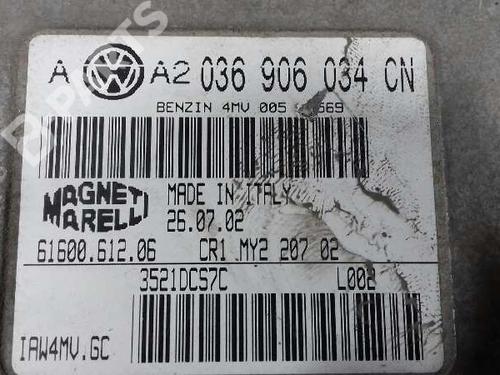 A A2 036 906 034 CN
BENZIN 4MV 005
MAGNETI MARELLI
MADE IN ITALY
26.07.02
61600.612.06 CR1 MY2 207 02
3521DCS7C L002
IAW4MV.GC